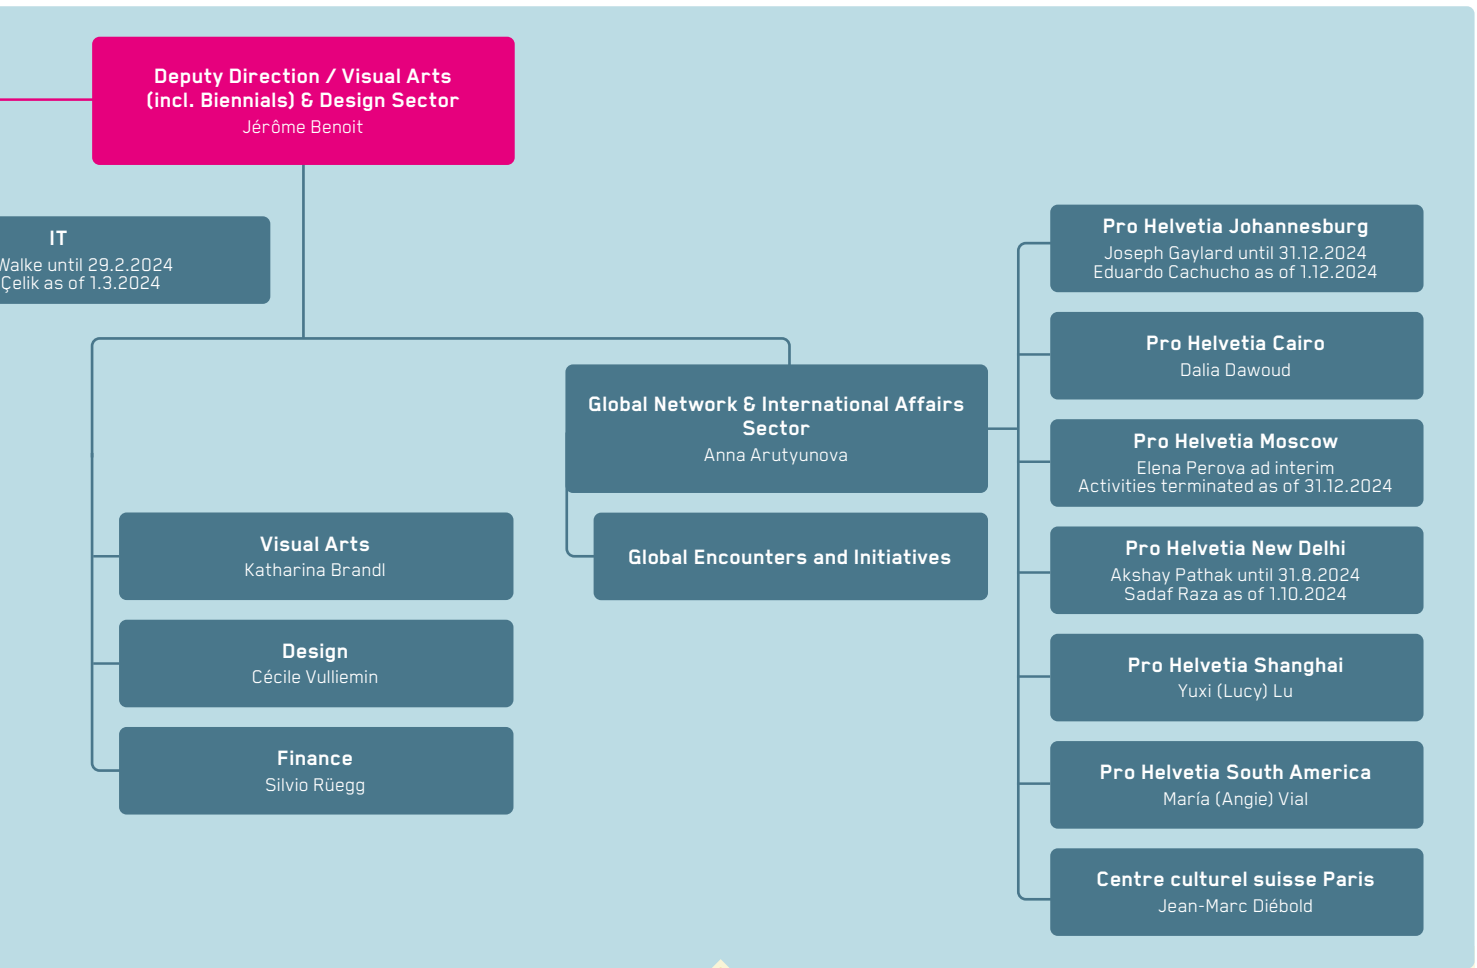 Deputy Direction / Visual Arts
(incl. Biennials) & Design Sector
Jérôme Benoit
IT
Walke until 29.2.2024
Çelik as of 1.3.2024
Global Network & International Affairs
Sector
Anna Arutyunova
Global Encounters and Initiatives
Visual Arts
Katharina Brandl
Design
Cécile Vulliemin
Finance
Silvio Rüegg
Pro Helvetia Johannesburg
Joseph Gaylard until 31.12.2024
Eduardo Cachucho as of 1.12.2024
Pro Helvetia Cairo
Dalia Dawoud
Pro Helvetia Moscow
Elena Perova ad interim
Activities terminated as of 31.12.2024
Pro Helvetia New Delhi
Akshay Pathak until 31.8.2024
Sadaf Raza as of 1.10.2024
Pro Helvetia Shanghai
Yuxi (Lucy) Lu
Pro Helvetia South America
María (Angie) Vial
Centre culturel suisse Paris
Jean-Marc Diébold